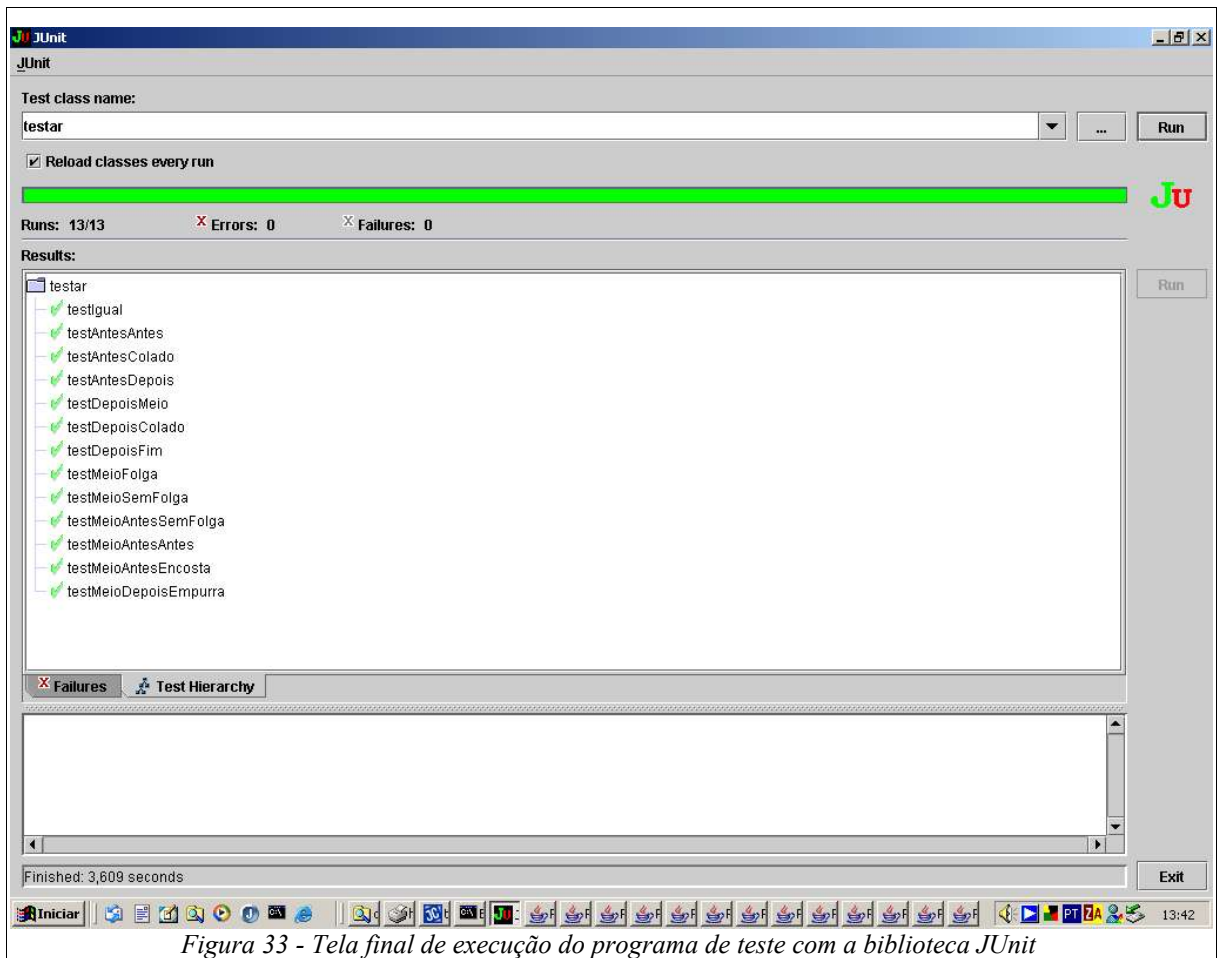 JUnit
JUnit
Test class name:
testar
... Run
Reload classes every run
JU
Runs: 13/13 X Errors: 0 X Failures: 0
Results:
Run
testar
testIgual
testAntesAntes
testAntesColado
testAntesDepois
testDepoisMeio
testDepoisColado
testDepoisFim
testMeioFolga
testMeioSemFolga
testMeioAntesSemFolga
testMeioAntesAntes
testMeioAntesEncosta
testMeioDepoisEmpurra
X Failures Test Hierarchy
Finished: 3,609 seconds
Exit
Iniciar PT ZA 13:42
Figura 33 - Tela final de execução do programa de teste com a biblioteca JUnit